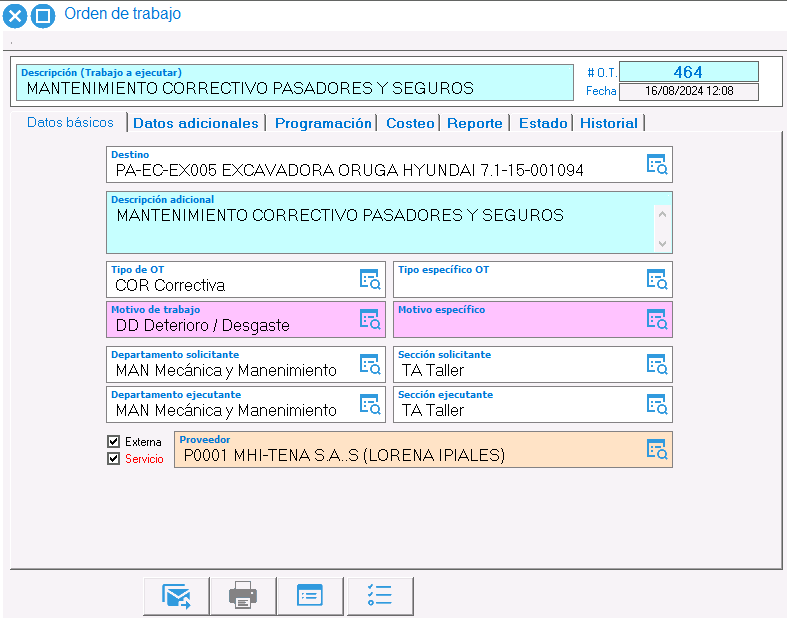 Orden de trabajo
Descripción (Trabajo a ejecutar)
MANTENIMIENTO CORRECTIVO PASADORES Y SEGUROS
# O.T. 464
Fecha 16/08/2024 12:08
Datos básicos Datos adicionales Programación Costeo Reporte Estado Historial
Destino
PA-EC-EX005 EXCAVADORA ORUGA HYUNDAI 7.1-15-001094
Descripción adicional
MANTENIMIENTO CORRECTIVO PASADORES Y SEGUROS
Tipo de OT
COR Correctiva
Tipo específico OT
Motivo de trabajo
DD Deterioro / Desgaste
Motivo específico
Departamento solicitante
MAN Mecánica y Manenimiento
Sección solicitante
TA Taller
Departamento ejecutante
MAN Mecánica y Manenimiento
Sección ejecutante
TA Taller
Externa
Servicio
Proveedor
P0001 MHI-TENA S.A..S (LORENA IPIALES)